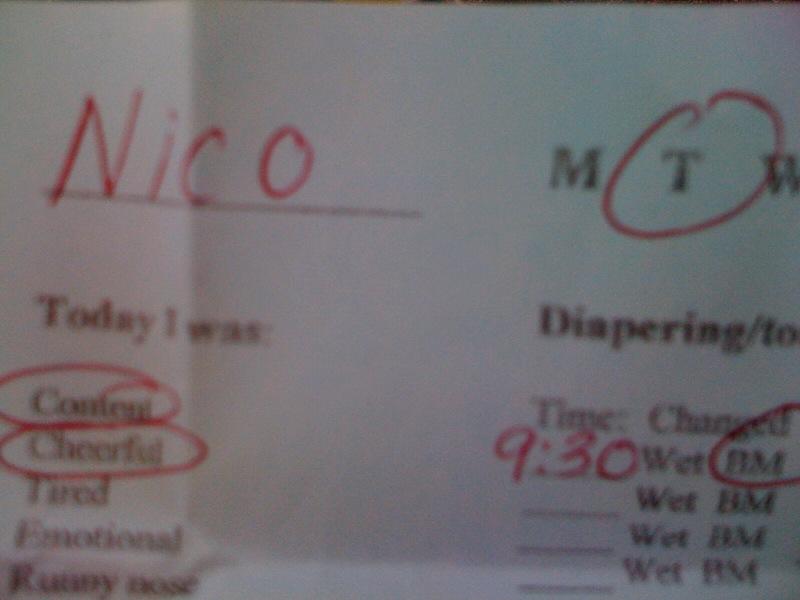 Nico
M T W
Today I was:
Diapering/to
Content
Time: Changed
Cheerful
9:30 Wet BM
Tired
Wet BM
Emotional
Wet BM
Runny nose
Wet BM